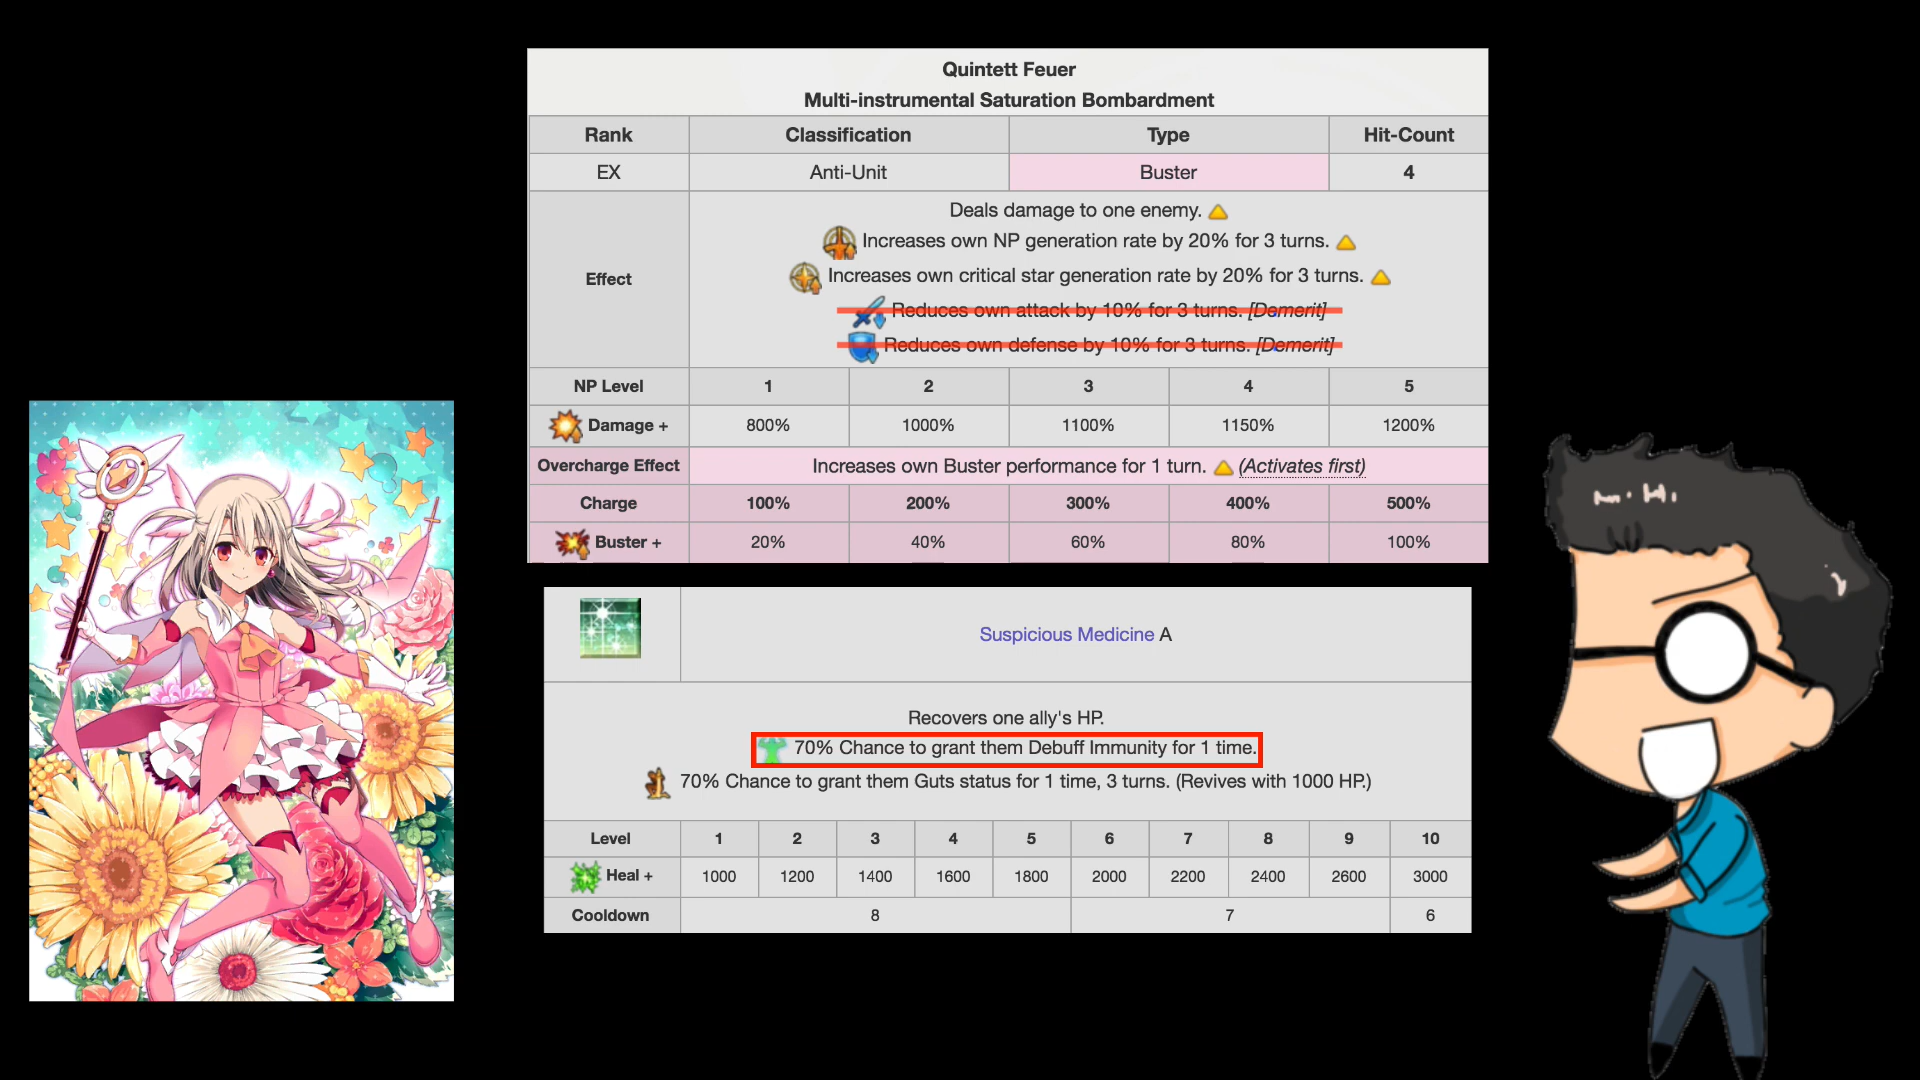 Quintett Feuer
Multi-instrumental Saturation Bombardment
Rank Classification Type Hit-Count
EX Anti-Unit Buster 4
Effect
Deals damage to one enemy.
Increases own NP generation rate by 20% for 3 turns.
Increases own critical star generation rate by 20% for 3 turns.
Reduces own attack by 10% for 3 turns. [Demerit]
Reduces own defense by 10% for 3 turns. [Demerit]
NP Level 1 2 3 4 5
Damage + 800% 1000% 1100% 1150% 1200%
Overcharge Effect Increases own Buster performance for 1 turn. (Activates first)
Charge 100% 200% 300% 400% 500%
Buster + 20% 40% 60% 80% 100%
Suspicious Medicine A
Recovers one ally's HP.
70% Chance to grant them Debuff Immunity for 1 time.
70% Chance to grant them Guts status for 1 time, 3 turns. (Revives with 1000 HP.)
Level 1 2 3 4 5 6 7 8 9 10
Heal + 1000 1200 1400 1600 1800 2000 2200 2400 2600 3000
Cooldown 8 7 6